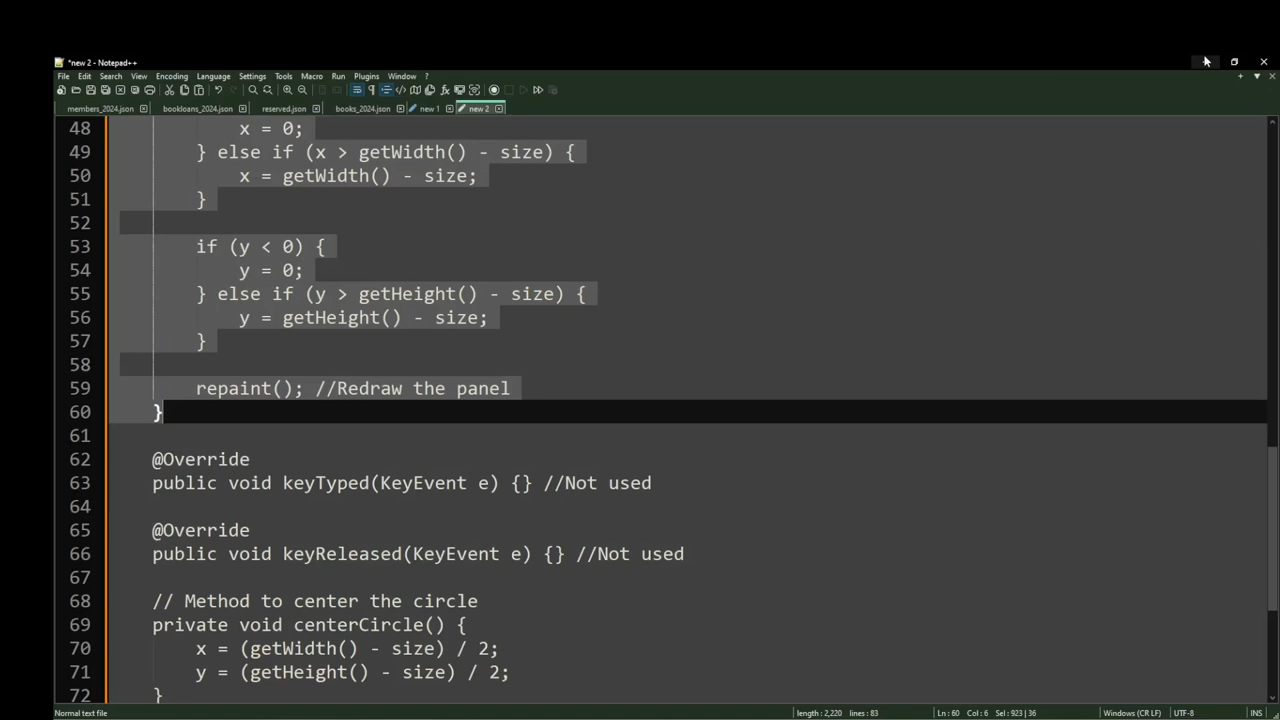 *new 2 - Notepad++
File Edit Search View Encoding Language Settings Tools Macro Run Plugins Window ?
members_2024.json bookloans_2024.json reserved.json books_2024.json new 1 new 2
48 x = 0;
49 } else if (x > getWidth() - size) {
50 x = getWidth() - size;
51 }
52
53 if (y < 0) {
54 y = 0;
55 } else if (y > getHeight() - size) {
56 y = getHeight() - size;
57 }
58
59 repaint(); //Redraw the panel
60 }
61
62 @Override
63 public void keyTyped(KeyEvent e) {} //Not used
64
65 @Override
66 public void keyReleased(KeyEvent e) {} //Not used
67
68 // Method to center the circle
69 private void centerCircle() {
70 x = (getWidth() - size) / 2;
71 y = (getHeight() - size) / 2;
72 }
Normal text file length : 2,220 lines : 83 Ln : 60 Col : 6 Sel : 923 | 36 Windows (CR LF) UTF-8 INS